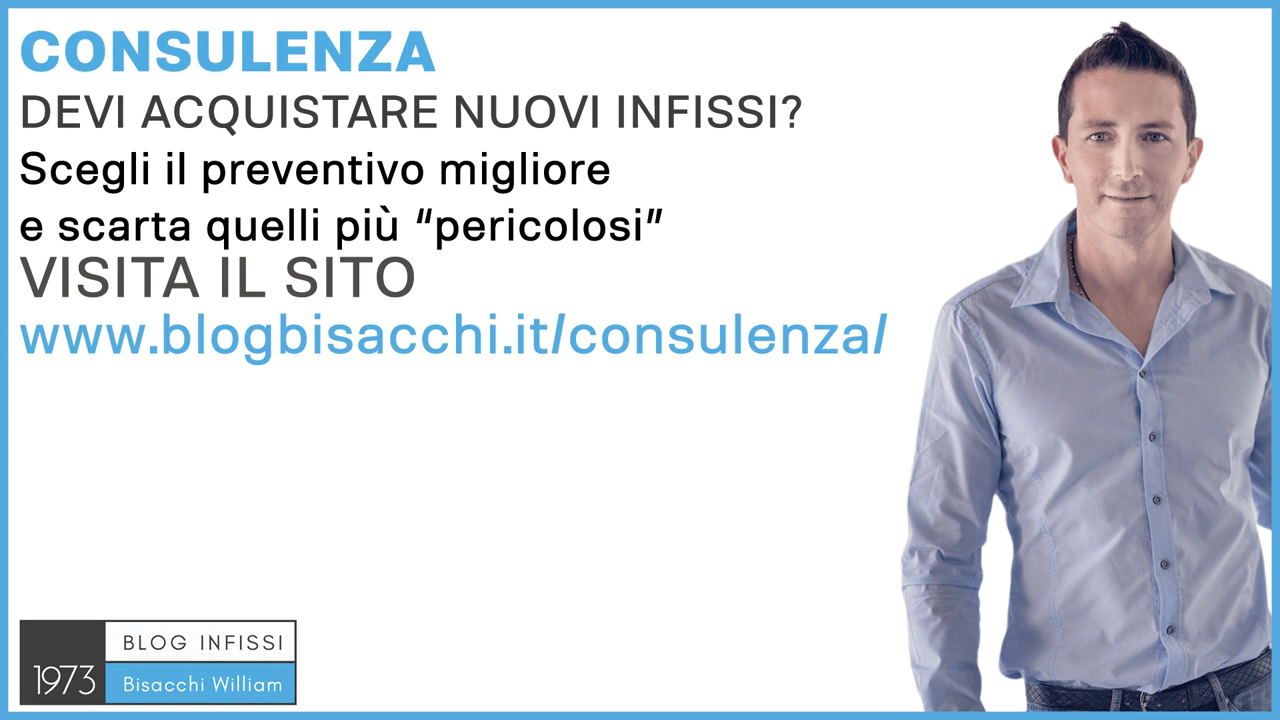 CONSULENZA
DEVI ACQUISTARE NUOVI INFISSI?
Scegli il preventivo migliore
e scarta quelli più “pericolosi”
VISITA IL SITO
www.blogbisacchi.it/consulenza/
1973
BLOG INFISSI
Bisacchi William